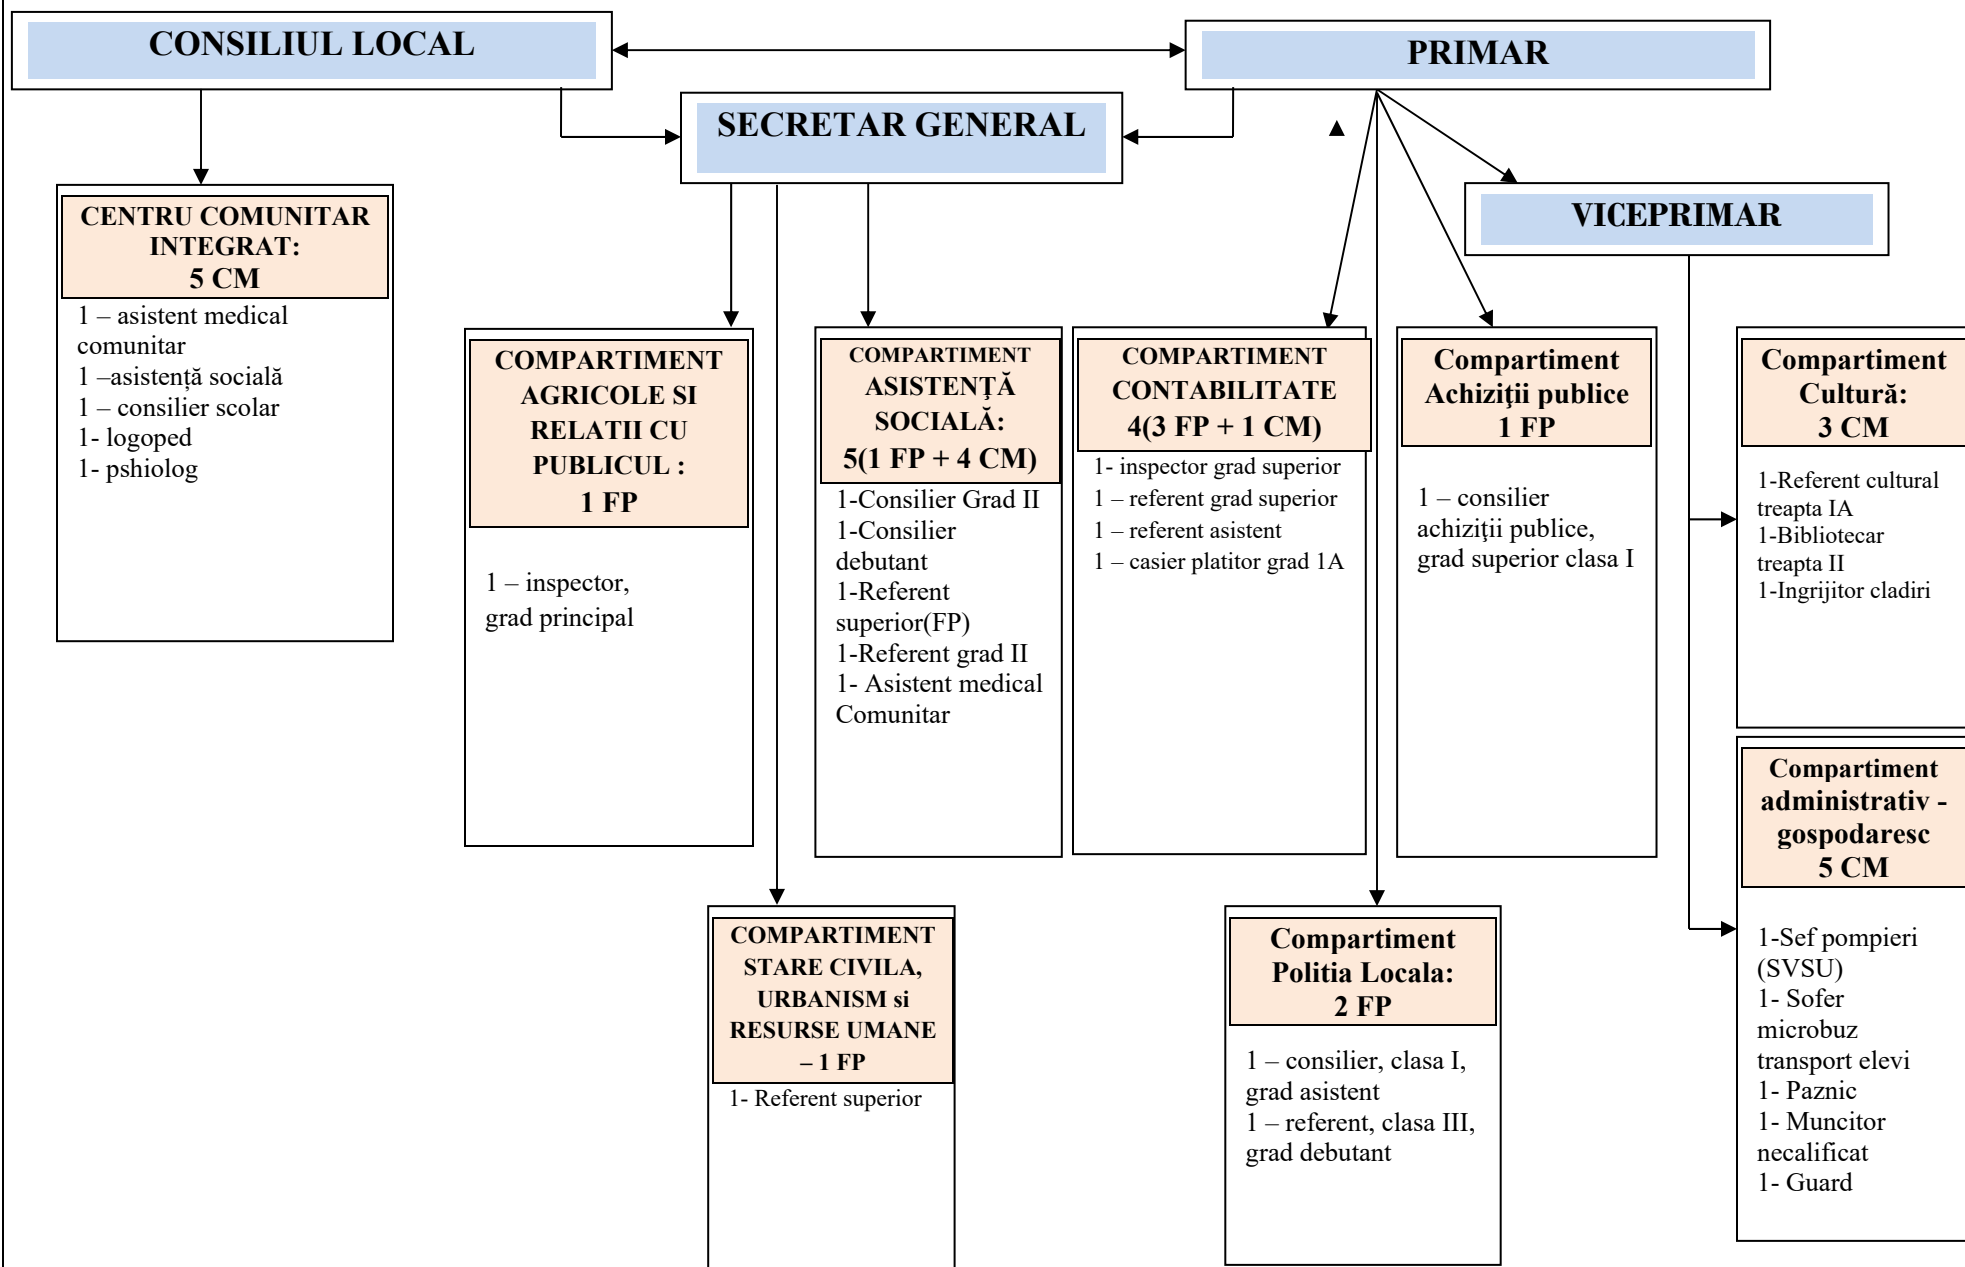 CONSILIUL LOCAL
PRIMAR
SECRETAR GENERAL
VICEPRIMAR
CENTRU COMUNITAR
INTEGRAT:
5 CM
1 – asistent medical
comunitar
1 –asistență socială
1 – consilier scolar
1- logoped
1- pshiolog
COMPARTIMENT
AGRICOLE SI
RELATII CU
PUBLICUL :
1 FP
1 – inspector,
grad principal
COMPARTIMENT
ASISTENŢĂ
SOCIALĂ:
5(1 FP + 4 CM)
1-Consilier Grad II
1-Consilier
debutant
1-Referent
superior(FP)
1-Referent grad II
1- Asistent medical
Comunitar
COMPARTIMENT
CONTABILITATE
4(3 FP + 1 CM)
1- inspector grad superior
1 – referent grad superior
1 – referent asistent
1 – casier platitor grad 1A
Compartiment
Achiziţii publice
1 FP
1 – consilier
achiziţii publice,
grad superior clasa I
Compartiment
Cultură:
3 CM
1-Referent cultural
treapta IA
1-Bibliotecar
treapta II
1-Ingrijitor cladiri
Compartiment
administrativ -
gospodaresc
5 CM
1-Sef pompieri
(SVSU)
1- Sofer
microbuz
transport elevi
1- Paznic
1- Muncitor
necalificat
1- Guard
COMPARTIMENT
STARE CIVILA,
URBANISM si
RESURSE UMANE
– 1 FP
1- Referent superior
Compartiment
Politia Locala:
2 FP
1 – consilier, clasa I,
grad asistent
1 – referent, clasa III,
grad debutant